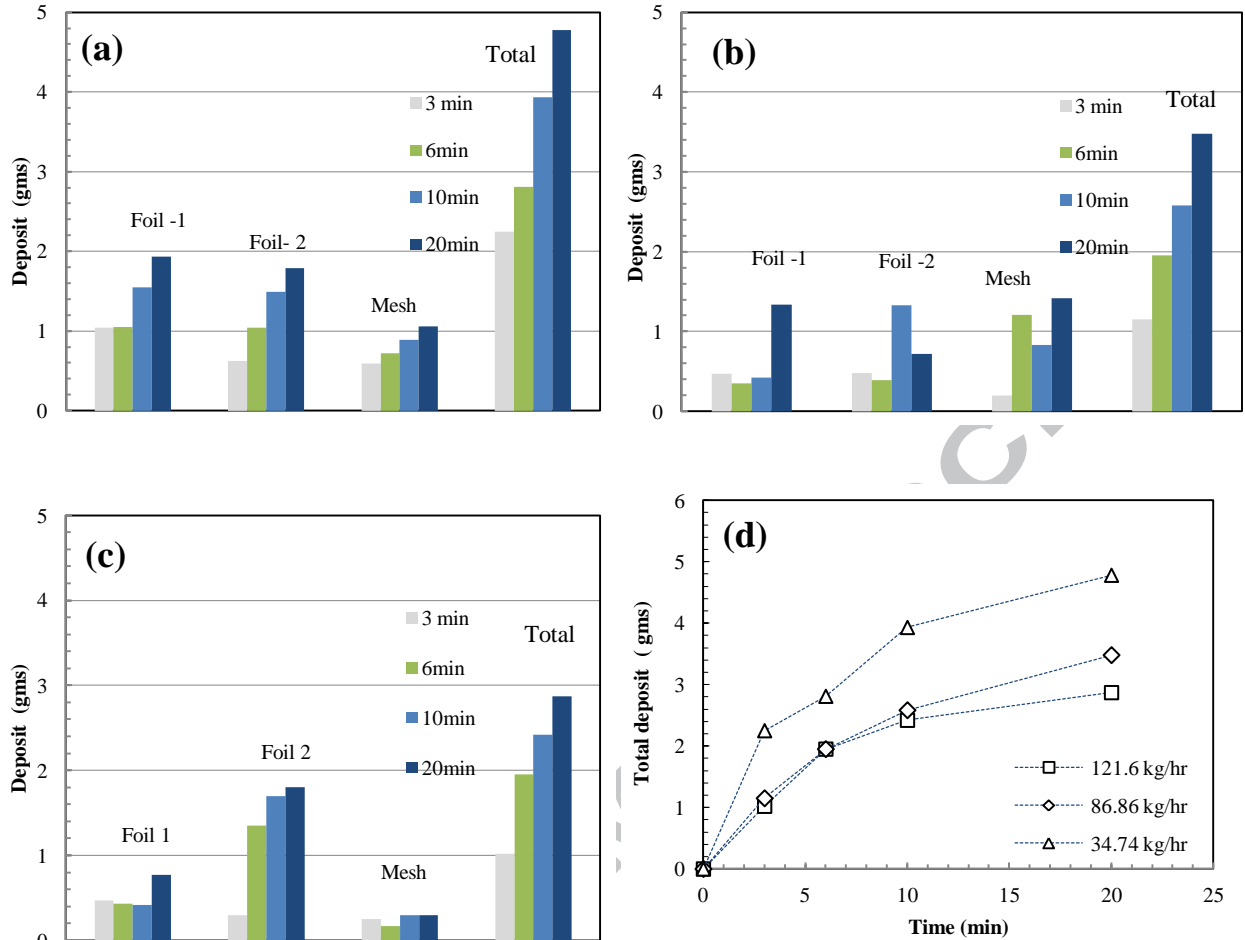 (a)
Total
3 min
6min
10min
20min
Foil -1
Foil- 2
Mesh
Deposit (gms)
5
4
3
2
1
0
(b)
Total
3 min
6min
10min
20min
Foil -1
Foil -2
Mesh
Deposit (gms)
5
4
3
2
1
0
(c)
Total
3 min
6min
10min
20min
Foil 1
Foil 2
Mesh
Deposit (gms)
5
4
3
2
1
0
(d)
Total deposit ( gms)
6
5
4
3
2
1
0
121.6 kg/hr
86.86 kg/hr
34.74 kg/hr
0 5 10 15 20 25
Time (min)